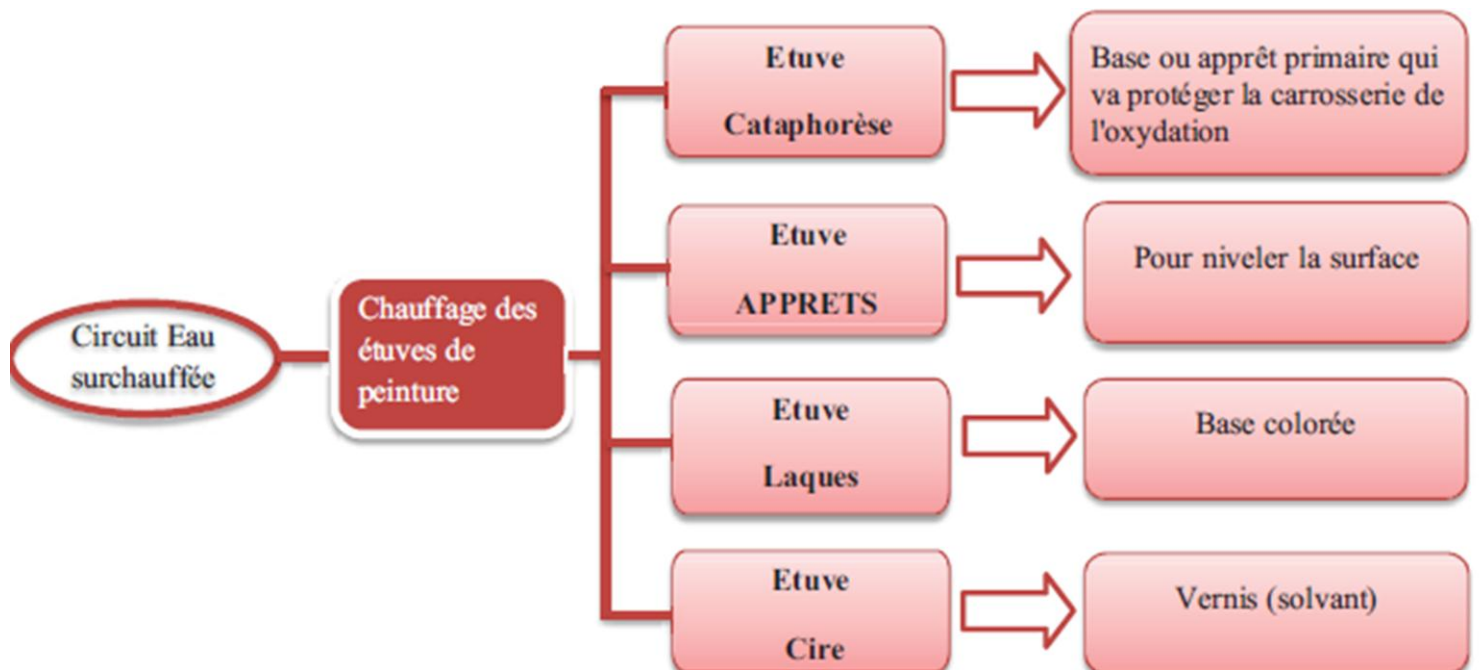 Circuit Eau
surchauffée
Chauffage des
étuves de
peinture
Etuve
Cataphorèse
Base ou apprêt primaire qui
va protéger la carrosserie de
l'oxydation
Etuve
APPRETS
Pour niveler la surface
Etuve
Laques
Base colorée
Etuve
Cire
Vernis (solvant)